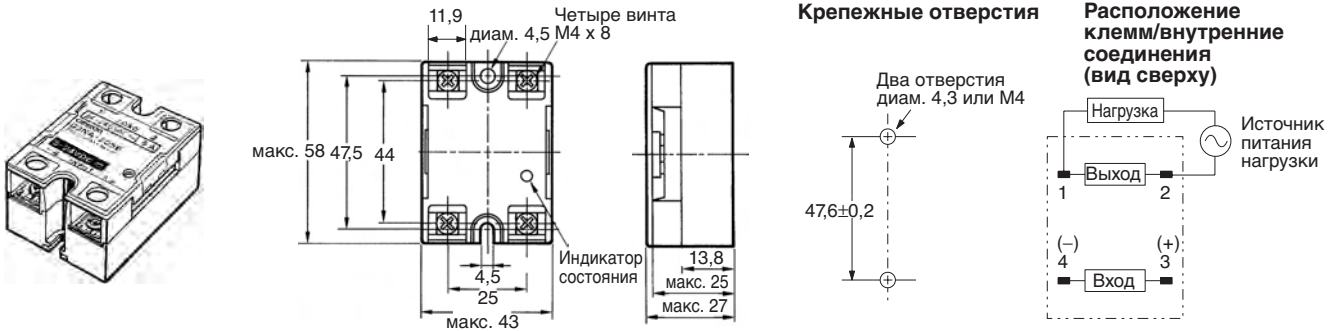 11,9
Четыре винта
диам. 4,5 M4 x 8
макс. 58
47,5
44
Индикатор
состояния
4,5
25
макс. 43
13,8
макс. 25
макс. 27
Крепежные отверстия
Два отверстия
диам. 4,3 или M4
47,6±0,2
Расположение
клемм/внутренние
соединения
(вид сверху)
Нагрузка
Источник
питания
нагрузки
Выход
1
2
(–)
(+)
4
3
Вход